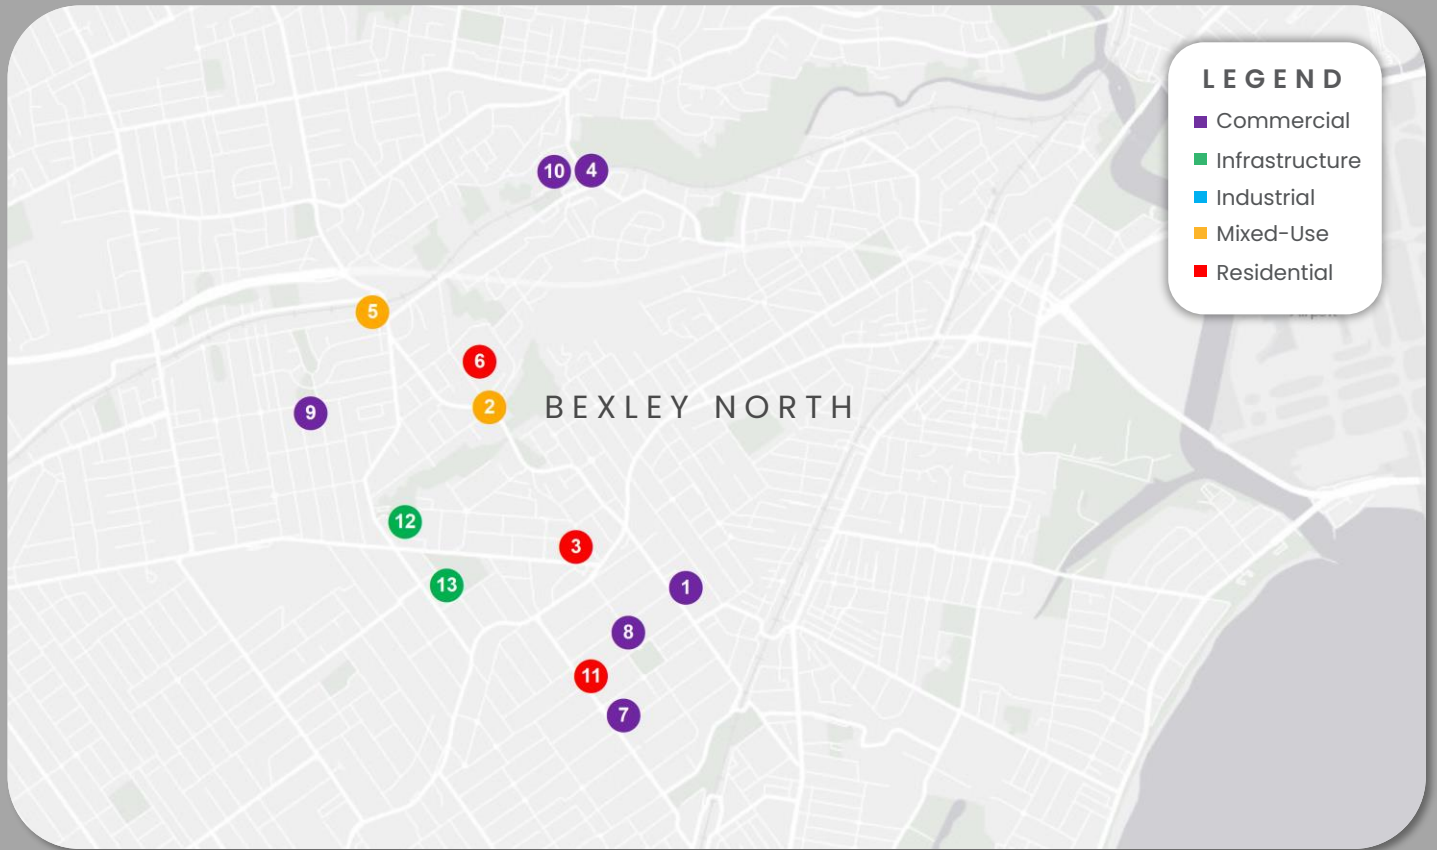 LEGEND
Commercial
Infrastructure
Industrial
Mixed-Use
Residential
Airport
10 4
5
6
2
BEXLEY NORTH
9
12
3
13
1
8
11
7